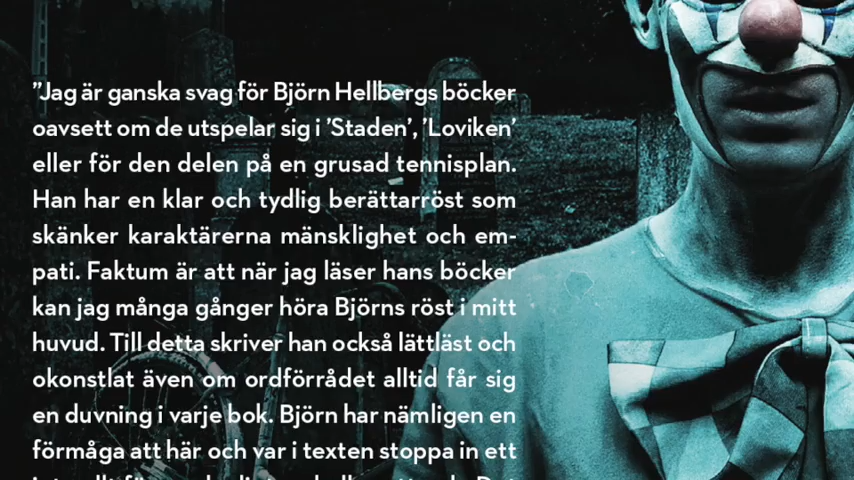 ”Jag är ganska svag för Björn Hellbergs böcker
oavsett om de utspelar sig i ’Staden’, ’Loviken’
eller för den delen på en grusad tennisplan.
Han har en klar och tydlig berättarröst som
skänker karaktärerna mänsklighet och em-
pati. Faktum är att när jag läser hans böcker
kan jag många gånger höra Björns röst i mitt
huvud. Till detta skriver han också lättläst och
okonstlat även om ordförrådet alltid får sig
en duvning i varje bok. Björn har nämligen en
förmåga att här och var i texten stoppa in ett